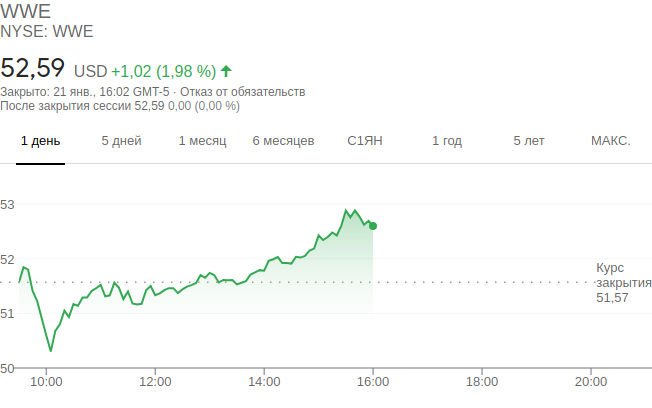 WWE
NYSE: WWE
52,59 USD +1,02 (1,98 %)
Закрыто: 21 янв., 16:02 GMT-5 · Отказ от обязательств
После закрытия сессии 52,59 0,00 (0,00 %)
1 день 5 дней 1 месяц 6 месяцев С1ЯН 1 год 5 лет МАКС.
53
52
Курс
закрытия
51,57
51
50
10:00 12:00 14:00 16:00 18:00 20:00